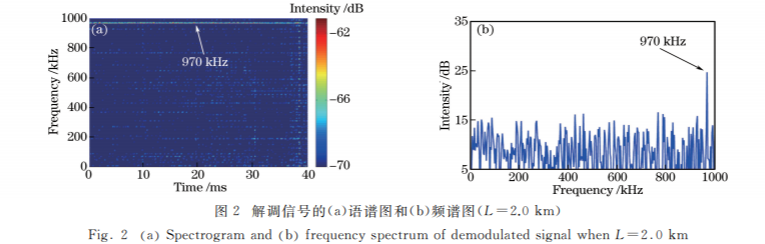 Intensity /dB
(a)
970 kHz
Frequency/kHz
1000
800
600
400
200
0
0
10
20
30
40
Time /ms
−62
−66
−70
(b)
970 kHz
Intensity/dB
35
25
15
5
0
200
400
600
800
1000
Frequency/kHz
图 2 解调信号的(a)语谱图和(b)频谱图(L=2.0 km)
Fig. 2 (a) Spectrogram and (b) frequency spectrum of demodulated signal when L=2.0 km